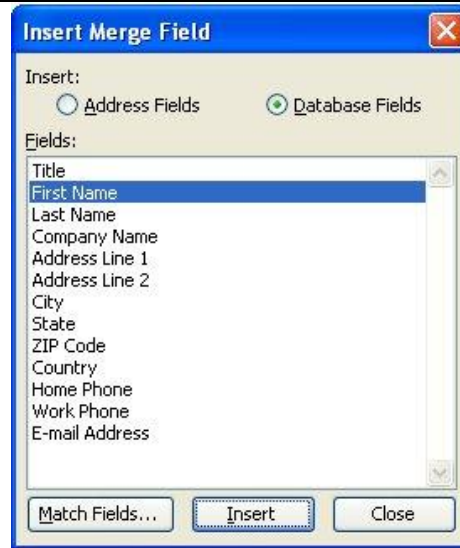 Insert Merge Field
Insert:
Address Fields Database Fields
Fields:
Title
First Name
Last Name
Company Name
Address Line 1
Address Line 2
City
State
ZIP Code
Country
Home Phone
Work Phone
E-mail Address
Match Fields... Insert Close